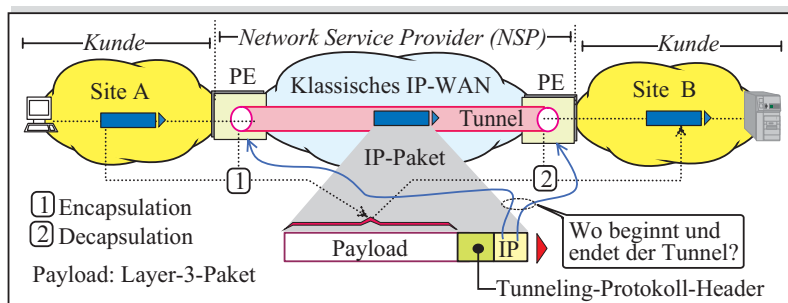 Kunde
Network Service Provider (NSP)
Kunde
PE
Klassisches IP-WAN
PE
Site A
Site B
Tunnel
IP-Paket
1
2
1 Encapsulation
2 Decapsulation
Wo beginnt und
endet der Tunnel?
Payload
IP
Payload: Layer-3-Paket
Tunneling-Protokoll-Header